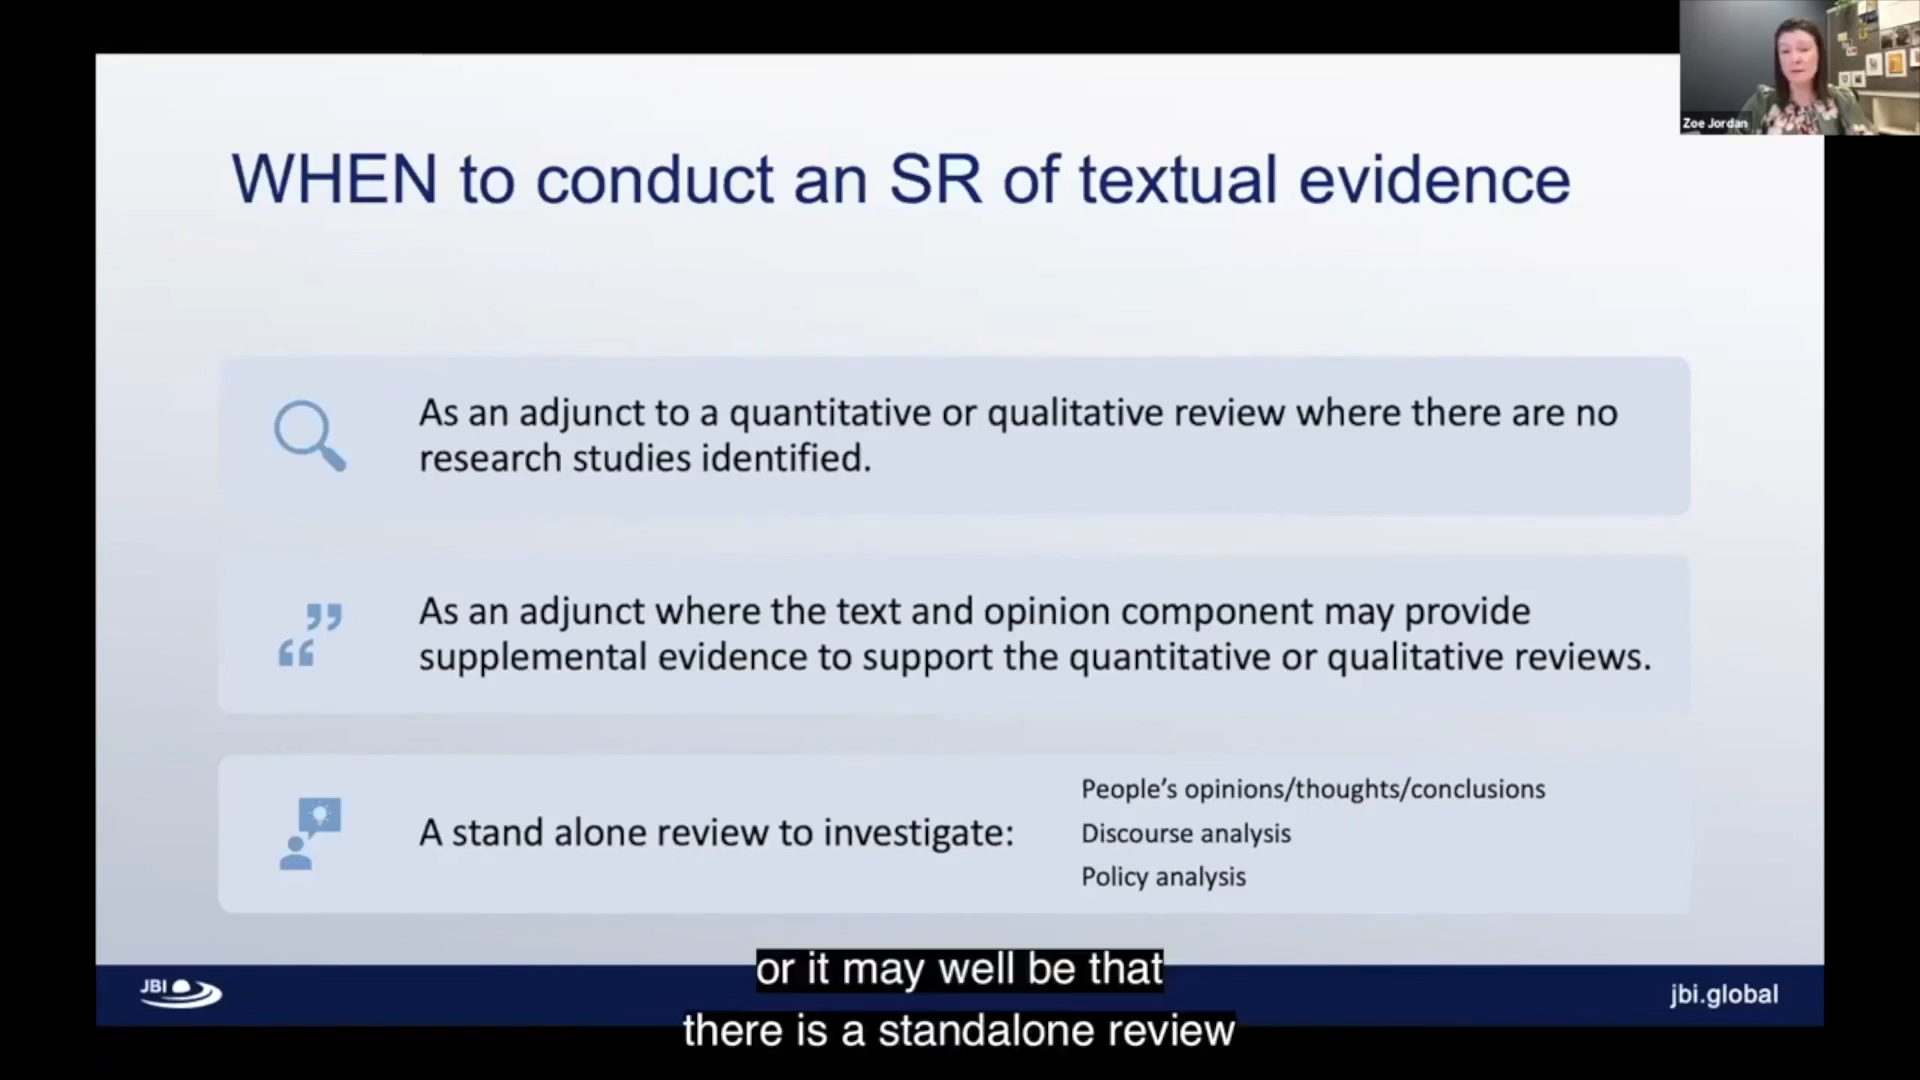 Zoe Jordan
WHEN to conduct an SR of textual evidence
As an adjunct to a quantitative or qualitative review where there are no
research studies identified.
As an adjunct where the text and opinion component may provide
supplemental evidence to support the quantitative or qualitative reviews.
A stand alone review to investigate:
People’s opinions/thoughts/conclusions
Discourse analysis
Policy analysis
or it may well be that
there is a standalone review
JBI
jbi.global